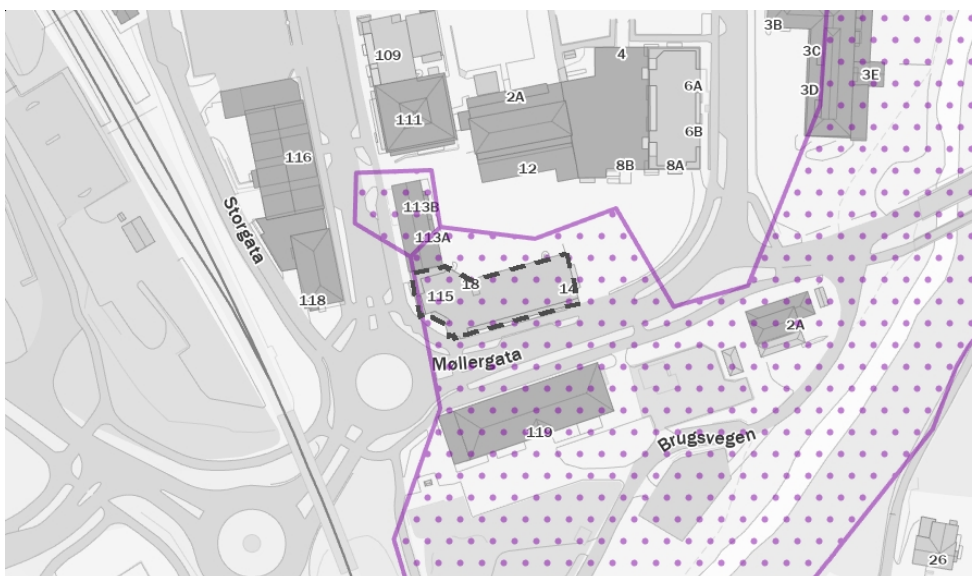 3B
109
4
3C
3E
2A
6A
3D
111
6B
116
12
8B
8A
113B
Storgata
113A
18
14
115
118
2A
Møllergata
119
Brugsvegen
26